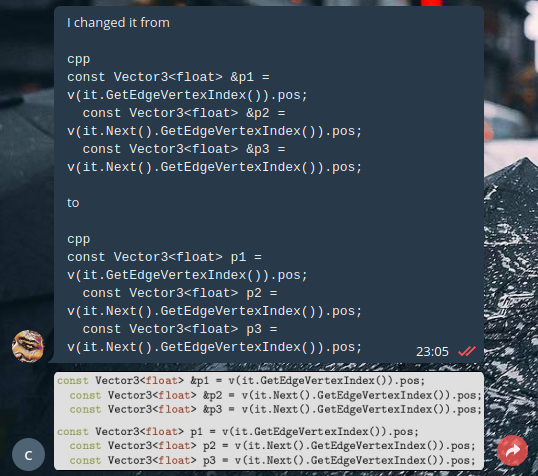 I changed it from
cpp
const Vector3<float> &p1 =
v(it.GetEdgeVertexIndex()).pos;
const Vector3<float> &p2 =
v(it.Next().GetEdgeVertexIndex()).pos;
const Vector3<float> &p3 =
v(it.Next().GetEdgeVertexIndex()).pos;
to
cpp
const Vector3<float> p1 =
v(it.GetEdgeVertexIndex()).pos;
const Vector3<float> p2 =
v(it.Next().GetEdgeVertexIndex()).pos;
const Vector3<float> p3 =
v(it.Next().GetEdgeVertexIndex()).pos;
23:05
const Vector3<float> &p1 = v(it.GetEdgeVertexIndex()).pos;
const Vector3<float> &p2 = v(it.Next().GetEdgeVertexIndex()).pos;
const Vector3<float> &p3 = v(it.Next().GetEdgeVertexIndex()).pos;
const Vector3<float> p1 = v(it.GetEdgeVertexIndex()).pos;
const Vector3<float> p2 = v(it.Next().GetEdgeVertexIndex()).pos;
const Vector3<float> p3 = v(it.Next().GetEdgeVertexIndex()).pos;
C